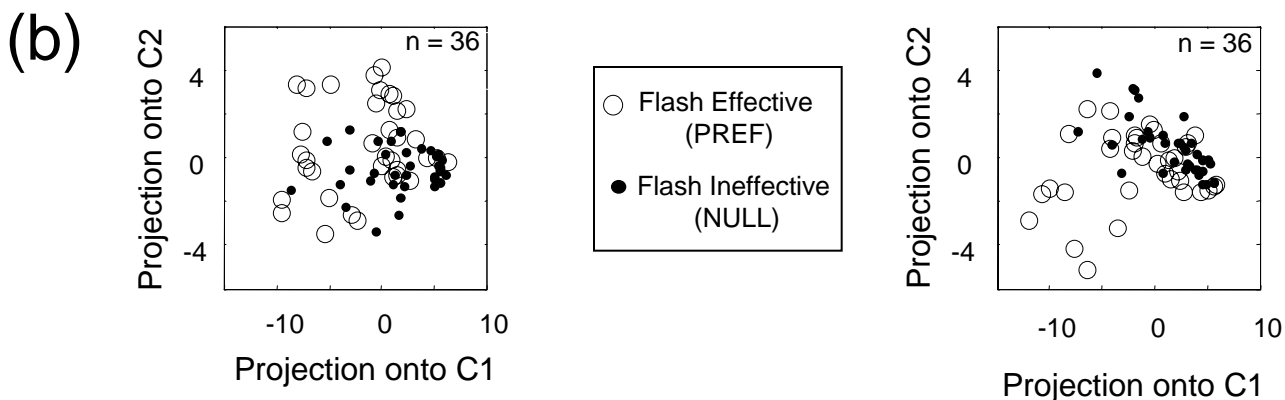 (b)
n = 36
Projection onto C2
4
0
-4
-10 0 10
Projection onto C1
Flash Effective
(PREF)
Flash Ineffective
(NULL)
n = 36
Projection onto C2
4
0
-4
-10 0 10
Projection onto C1